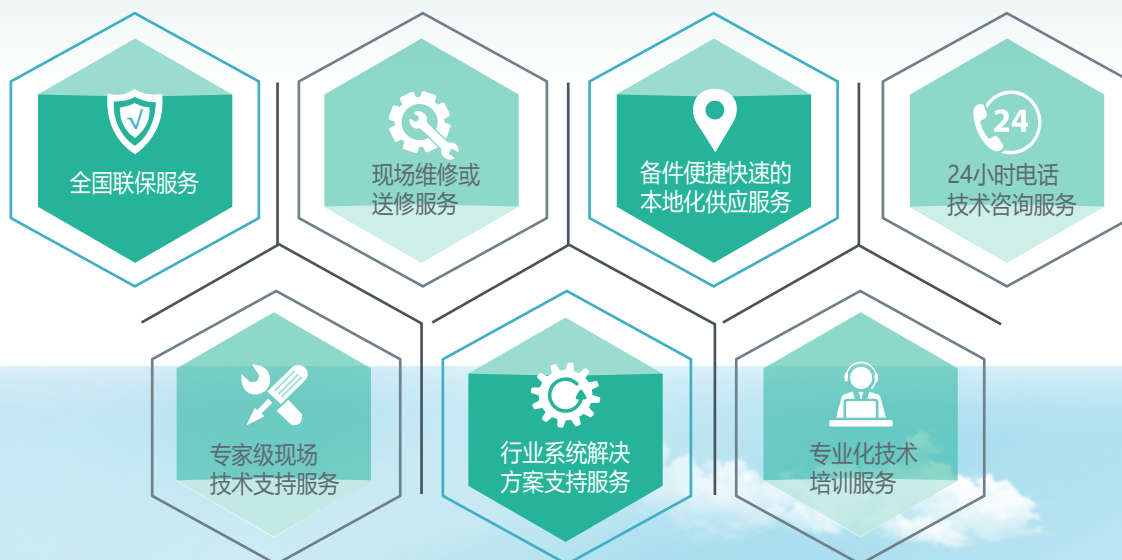 √
全国联保服务
现场维修或
送修服务
备件便捷快速的
本地化供应服务
24
24小时电话
技术咨询服务
专家级现场
技术支持服务
行业系统解决
方案支持服务
专业化技术
培训服务